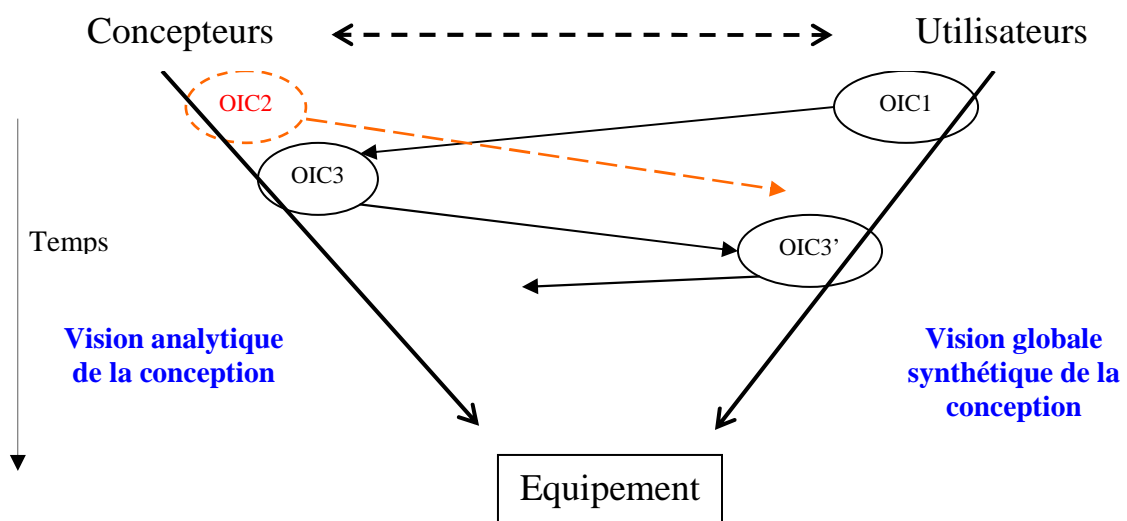 Concepteurs
Utilisateurs
OIC2
OIC1
OIC3
Temps
OIC3’
Vision analytique
de la conception
Vision globale
synthétique de la
conception
Equipement